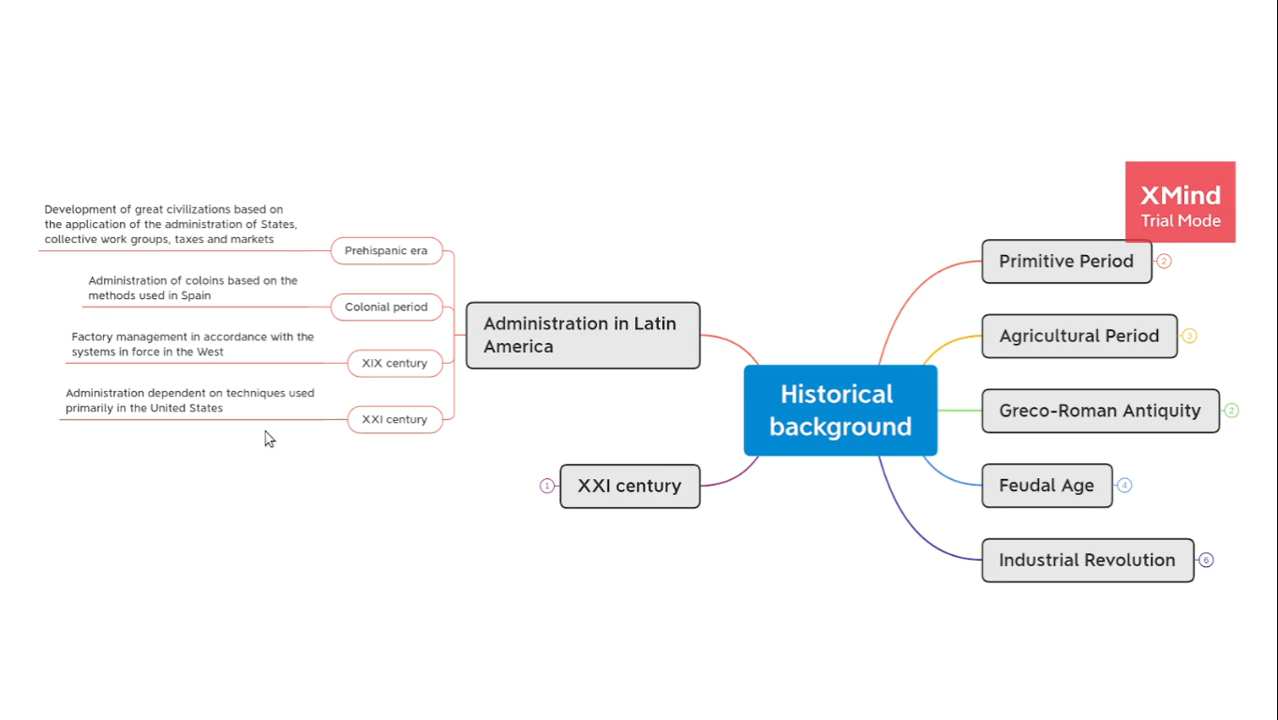 Development of great civilizations based on
the application of the administration of States,
collective work groups, taxes and markets
Prehispanic era
Administration of coloins based on the
methods used in Spain
Colonial period
Factory management in accordance with the
systems in force in the West
XIX century
Administration dependent on techniques used
primarily in the United States
XXI century
Administration in Latin
America
1
XXI century
Historical
background
XMind
Trial Mode
Primitive Period
2
Agricultural Period
3
Greco-Roman Antiquity
2
Feudal Age
4
Industrial Revolution
6